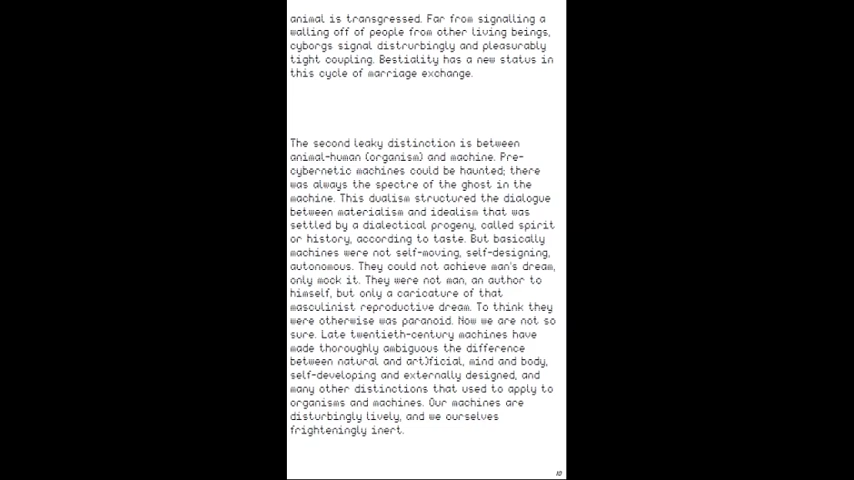 animal is transgressed. Far from signalling a
walling off of people from other living beings,
cyborgs signal distrurbingly and pleasurably
tight coupling. Bestiality has a new status in
this cycle of marriage exchange.
The second leaky distinction is between
animal-human (organism) and machine. Pre-
cybernetic machines could be haunted; there
was always the spectre of the ghost in the
machine. This dualism structured the dialogue
between materialism and idealism that was
settled by a dialectical progeny, called spirit
or history, according to taste. But basically
machines were not self-moving, self-designing,
autonomous. They could not achieve man's dream,
only mock it. They were not man, an author to
himself, but only a caricature of that
masculinist reproductive dream. To think they
were otherwise was paranoid. Now we are not so
sure. Late twentieth-century machines have
made thoroughly ambiguous the difference
between natural and art)ficial, mind and body,
self-developing and externally designed, and
many other distinctions that used to apply to
organisms and machines. Our machines are
disturbingly lively, and we ourselves
frighteningly inert.
10